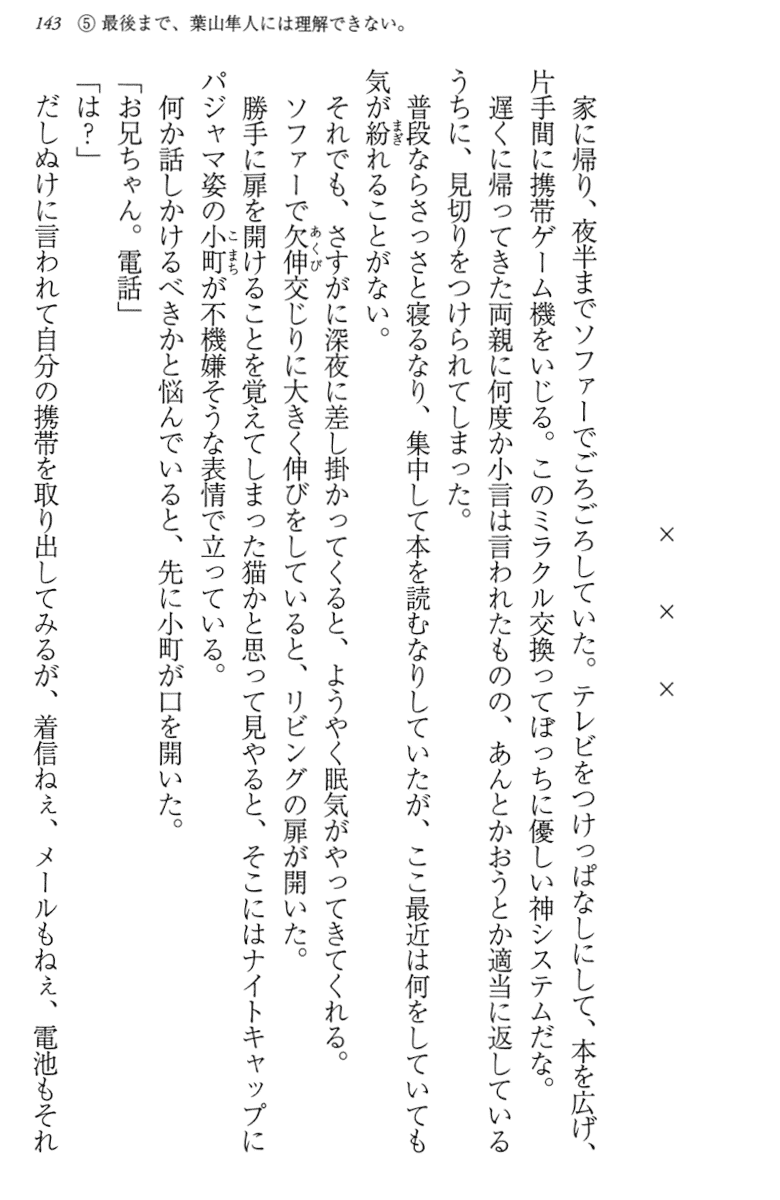 143 ⑤ 最後まで、葉山隼人には理解できない。
× × ×
家に帰り、夜半までソファーでごろごろしていた。テレビをつけっぱなしにして、本を広げ、
片手間に携帯ゲーム機をいじる。このミラクル交換ってぼっちに優しい神システムだな。
遅くに帰ってきた両親に何度か小言は言われたものの、あんとかおうとか適当に返している
うちに、見切りをつけられてしまった。
普段ならさっさと寝るなり、集中して本を読むなりしていたが、ここ最近は何をしていても
気が紛れることがない。
それでも、さすがに深夜に差し掛かってくると、ようやく眠気がやってきてくれる。
ソファーで欠伸交じりに大きく伸びをしていると、リビングの扉が開いた。
勝手に扉を開けることを覚えてしまった猫かと思って見やると、そこにはナイトキャップに
パジャマ姿の小町が不機嫌そうな表情で立っている。
何か話しかけるべきかと悩んでいると、先に小町が口を開いた。
「お兄ちゃん。電話」
「は?」
だしぬけに言われて自分の携帯を取り出してみるが、着信ねぇ、メールもねぇ、電池もそれ